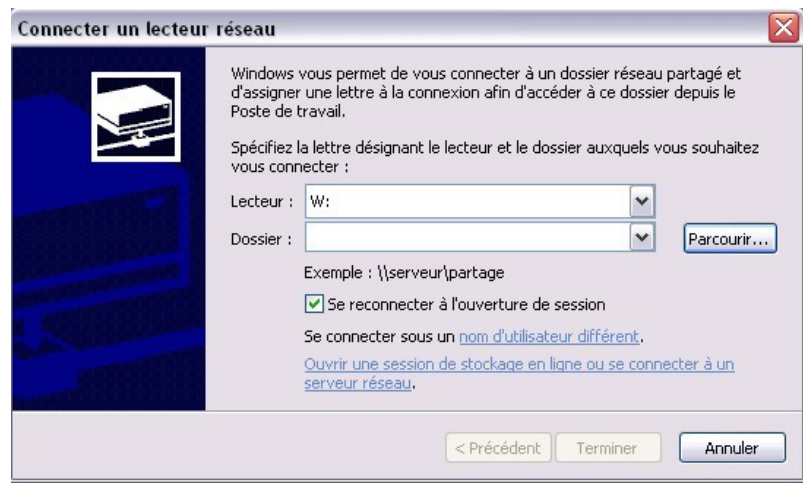 Connecter un lecteur réseau
Windows vous permet de vous connecter à un dossier réseau partagé et
d'assigner une lettre à la connexion afin d'accéder à ce dossier depuis le
Poste de travail.
Spécifiez la lettre désignant le lecteur et le dossier auxquels vous souhaitez
vous connecter :
Lecteur : W:
Dossier : Parcourir...
Exemple : \\serveur\partage
Se reconnecter à l'ouverture de session
Se connecter sous un nom d'utilisateur différent.
Ouvrir une session de stockage en ligne ou se connecter à un
serveur réseau.
< Précédent Terminer Annuler